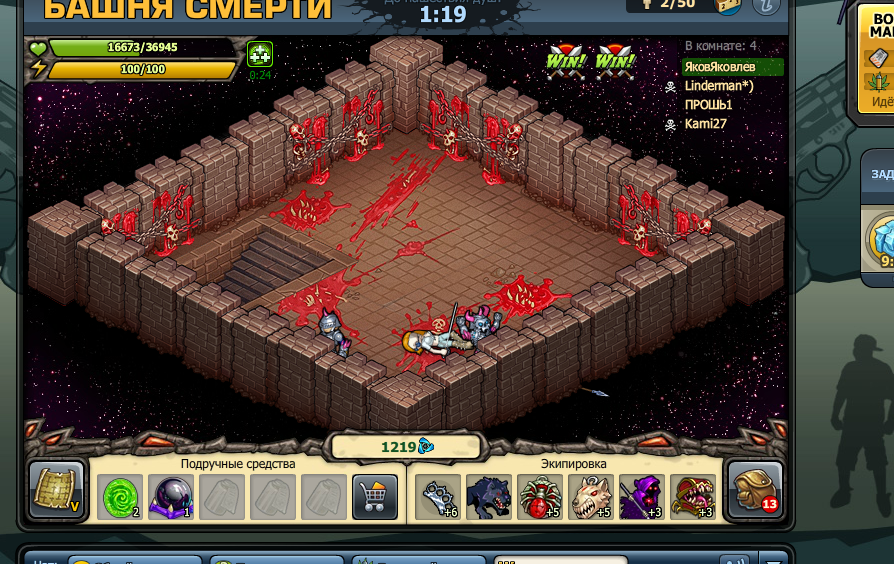 БАШНЯ СМЕРТИ
1:19
2/50
16673/36945
100/100
0:24
WIN!
WIN!
В комнате: 4
ЯковЯковлев
Linderman*)
ПРОШЬ1
Kami27
1219
Подручные средства
Экипировка
V
2
1
+6
+5
+5
+3
+3
13